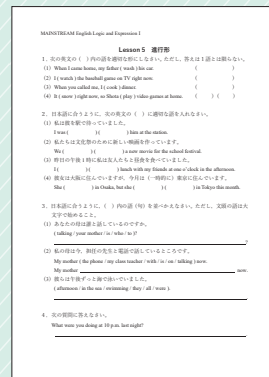 MAINSTREAM English Logic and Expression I
Lesson 5 進行形
1．次の英文の（ ）内の語を適切な形にしなさい。ただし，答えは1語とは限らない。
(1) When I came home, my father ( wash ) his car. （ ）
(2) I ( watch ) the baseball game on TV right now. （ ）
(3) When you called me, I ( cook ) dinner. （ ）
(4) It ( snow ) right now, so Shota ( play ) video games at home. （ ）（ ）
2．日本語に合うように，次の英文の（ ）に適切な語を入れなさい。
(1) 私は彼を駅で待っていました。
I was ( ) ( ) him at the station.
(2) 私たちは文化祭のために新しい映画を作っています。
We ( ) ( ) a new movie for the school festival.
(3) 昨日の午後1時に私は友人たちと昼食を食べていました。
I ( ) ( ) lunch with my friends at one o'clock in the afternoon.
(4) 彼女は大阪に住んでいますが，今月は（一時的に）東京に住んでいます。
She ( ) in Osaka, but she ( ) ( ) in Tokyo this month.
3．日本語に合うように，（ ）内の語（句）を並べかえなさい。ただし，文頭の語は大
文字で始めること。
(1) あなたの母は誰と話しているのですか。
( talking / your mother / is / who / to )?
?
(2) 私の母は今，担任の先生と電話で話しているところです。
My mother ( the phone / my class teacher / with / is / on / talking ) now.
My mother now.
(3) 彼らは午後ずっと海で泳いでいました。
( afternoon / in the sea / swimming / they / all / were ).
.
4．次の質問に答えなさい。
What were you doing at 10 p.m. last night?